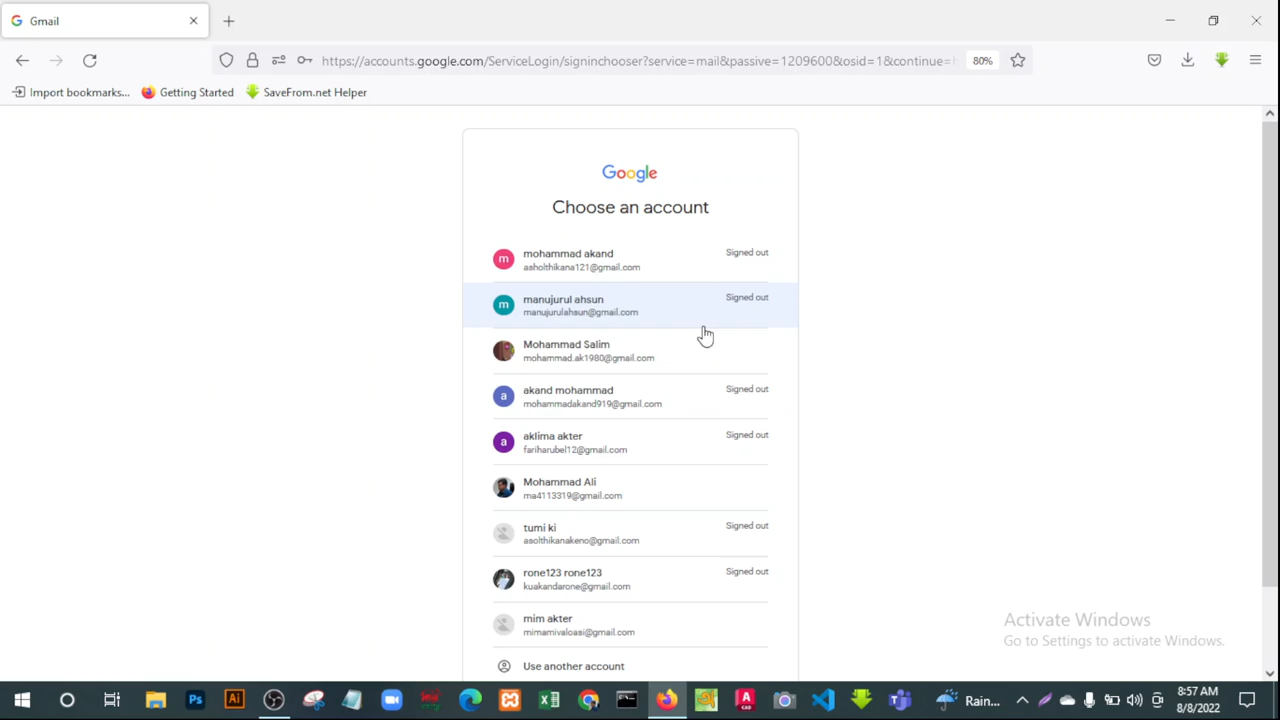 Gmail
https://accounts.google.com/ServiceLogin/signinchooser?service=mail&passive=1209600&osid=1&continue=
80%
Import bookmarks...
Getting Started
SaveFrom.net Helper
Google
Choose an account
m
mohammad akand
Signed out
asholthikana121@gmail.com
m
manujurul ahsun
Signed out
manujurulahsun@gmail.com
Mohammad Salim
mohammad.ak1980@gmail.com
a
akand mohammad
Signed out
mohammadakand919@gmail.com
a
aklima akter
Signed out
fariharubel12@gmail.com
Mohammad Ali
ma4113319@gmail.com
tumi ki
Signed out
asolthikanakeno@gmail.com
rone123 rone123
Signed out
kuakandarone@gmail.com
mim akter
mimamivaloasi@gmail.com
Use another account
Activate Windows
Go to Settings to activate Windows.
Ps
Ai
Rain...
8:57 AM
8/8/2022